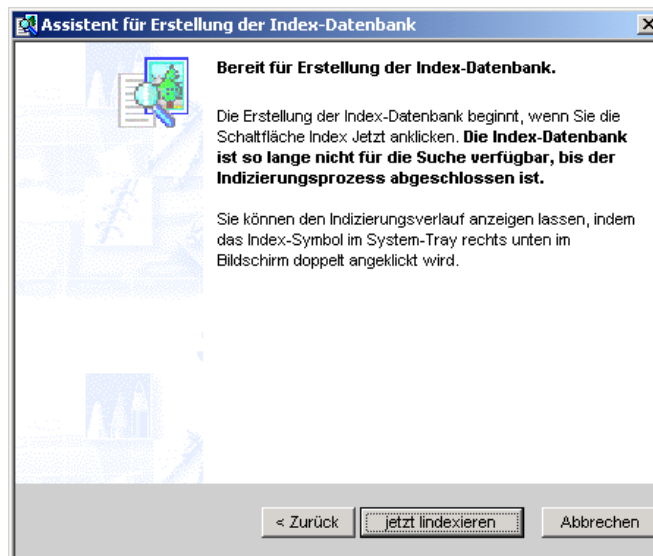 Assistent für Erstellung der Index-Datenbank
Bereit für Erstellung der Index-Datenbank.
Die Erstellung der Index-Datenbank beginnt, wenn Sie die
Schaltfläche Index Jetzt anklicken. Die Index-Datenbank
ist so lange nicht für die Suche verfügbar, bis der
Indizierungsprozess abgeschlossen ist.
Sie können den Indizierungsverlauf anzeigen lassen, indem
das Index-Symbol im System-Tray rechts unten im
Bildschirm doppelt angeklickt wird.
< Zurück jetzt lindexieren Abbrechen